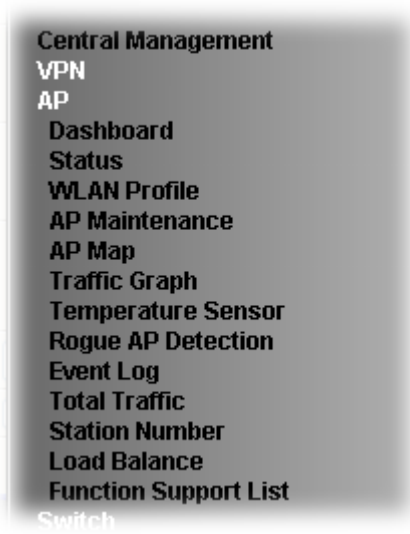 Central Management
VPN
AP
Dashboard
Status
WLAN Profile
AP Maintenance
AP Map
Traffic Graph
Temperature Sensor
Rogue AP Detection
Event Log
Total Traffic
Station Number
Load Balance
Function Support List
Switch